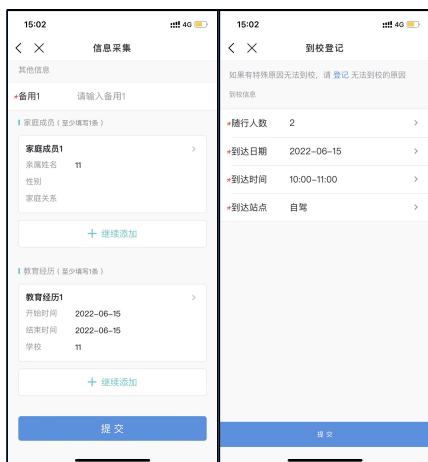 15:02
4G
信息采集
其他信息
*备用1 请输入备用1
家庭成员（至少填写1条）
家庭成员1
亲属姓名 11
性别
家庭关系
+ 继续添加
教育经历（至少填写1条）
教育经历1
开始时间 2022-06-15
结束时间 2022-06-15
学校 11
+ 继续添加
提交
15:02
4G
到校登记
如果有特殊原因无法到校，请 登记 无法到校的原因
到校信息
*随行人数 2
*到达日期 2022-06-15
*到达时间 10:00-11:00
*到达站点 自驾
提交